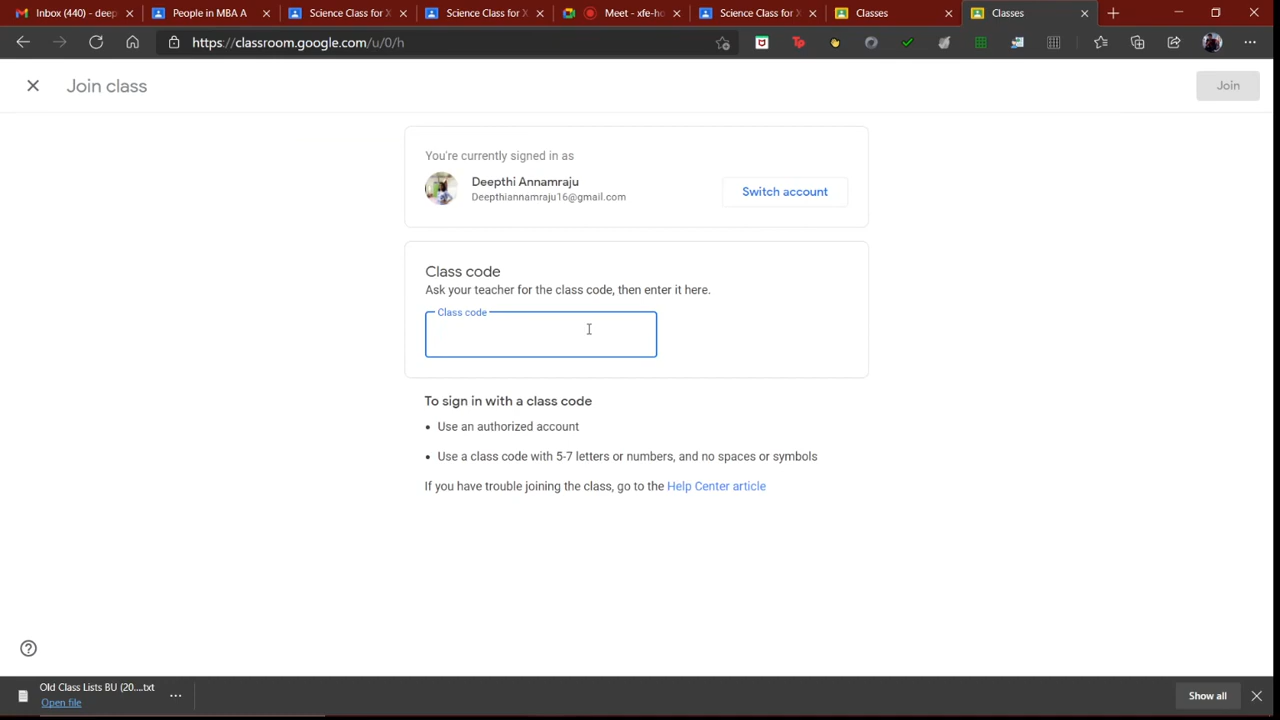 Inbox (440) - deep
People in MBA A
Science Class for X
Science Class for X
Meet - xfe-ho
Science Class for X
Classes
Classes
https://classroom.google.com/u/0/h
Join class
Join
You're currently signed in as
Deepthi Annamraju
Deepthiannamraju16@gmail.com
Switch account
Class code
Ask your teacher for the class code, then enter it here.
Class code
To sign in with a class code
• Use an authorized account
• Use a class code with 5-7 letters or numbers, and no spaces or symbols
If you have trouble joining the class, go to the Help Center article
Old Class Lists BU (20....txt
Open file
Show all